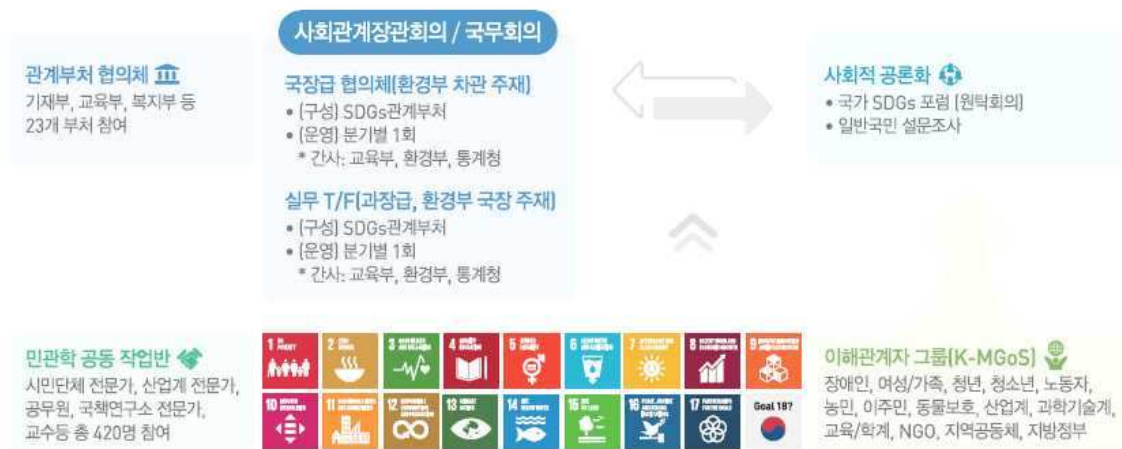 사회관계장관회의 / 국무회의
관계부처 협의체
기재부, 교육부, 복지부 등
23개 부처 참여
국장급 협의체(환경부 차관 주재)
• (구성) SDGs관계부처
• (운영) 분기별 1회
* 간사: 교육부, 환경부, 통계청
실무 T/F(과장급, 환경부 국장 주재)
• (구성) SDGs관계부처
• (운영) 분기별 1회
* 간사: 교육부, 환경부, 통계청
사회적 공론화
• 국가 SDGs 포럼 (원탁회의)
• 일반국민 설문조사
민관학 공동 작업반
시민단체 전문가, 산업계 전문가,
공무원, 국책연구소 전문가,
교수등 총 420명 참여
1
2
3
4
5
6
7
8
9
10
11
12
13
14
15
16
17
Goal 18?
이해관계자 그룹(K-MGoS)
장애인, 여성/가족, 청년, 청소년, 노동자,
농민, 이주민, 동물보호, 산업계, 과학기술계,
교육/학계, NGO, 지역공동체, 지방정부